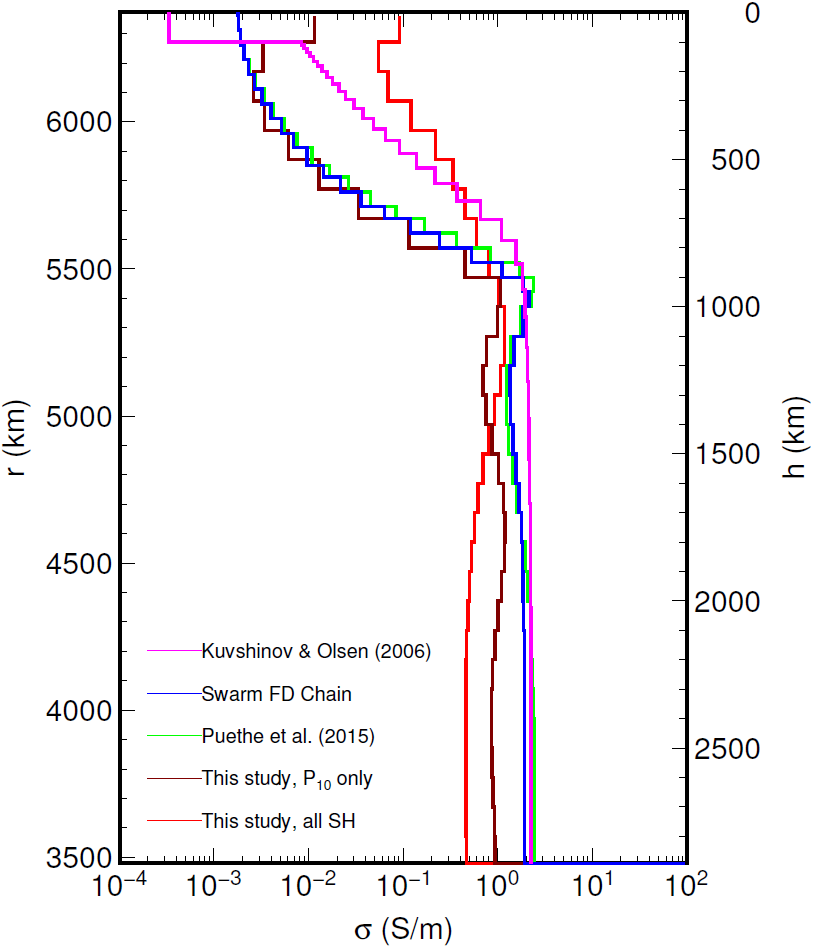 r (km)
6000
5500
5000
4500
4000
3500
0
500
1000
1500
2000
2500
h (km)
Kuvshinov & Olsen (2006)
Swarm FD Chain
Puethe et al. (2015)
This study, P₁₀ only
This study, all SH
10⁻⁴ 10⁻³ 10⁻² 10⁻¹ 10⁰ 10¹ 10²
σ (S/m)